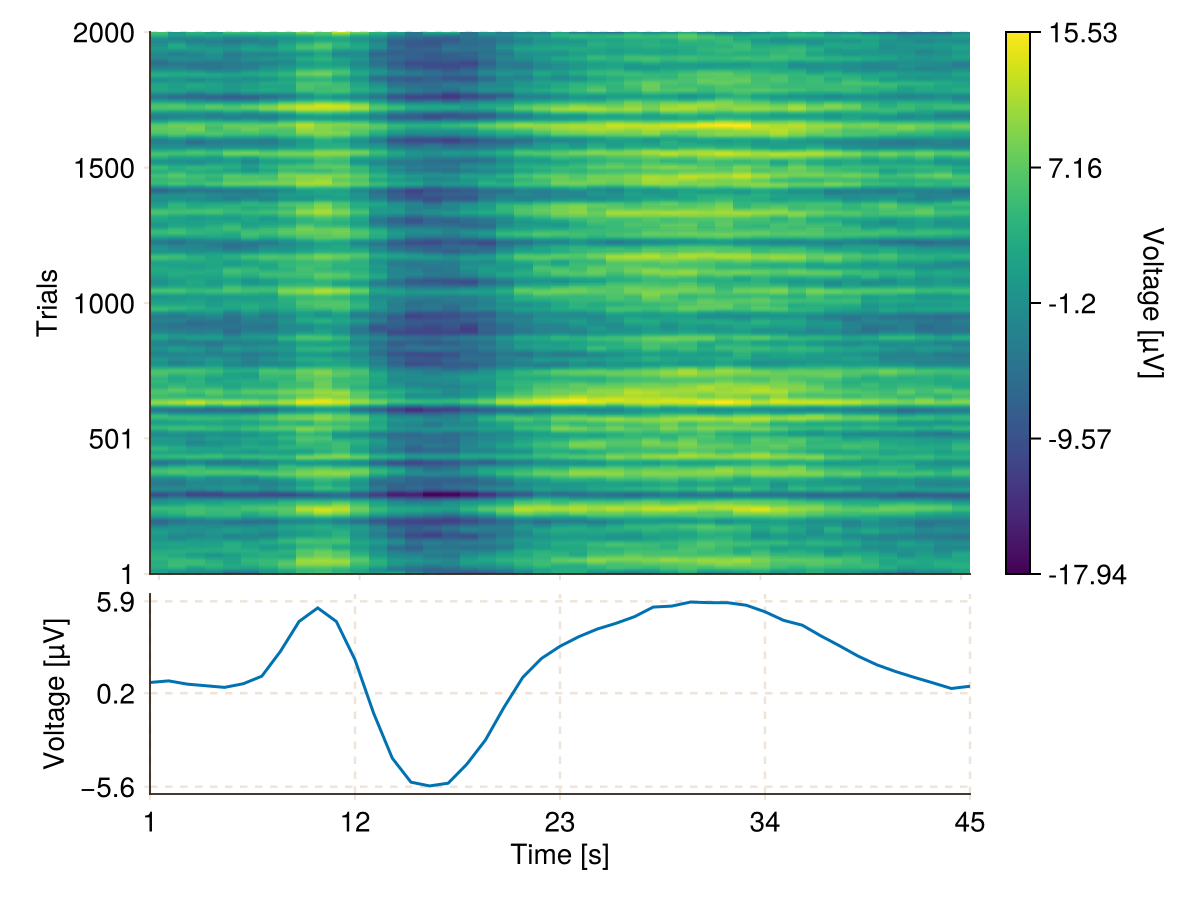 2000
1500
1000
501
1
Trials
15.53
7.16
-1.2
-9.57
-17.94
Voltage [µV]
5.9
0.2
−5.6
Voltage [µV]
1 12 23 34 45
Time [s]